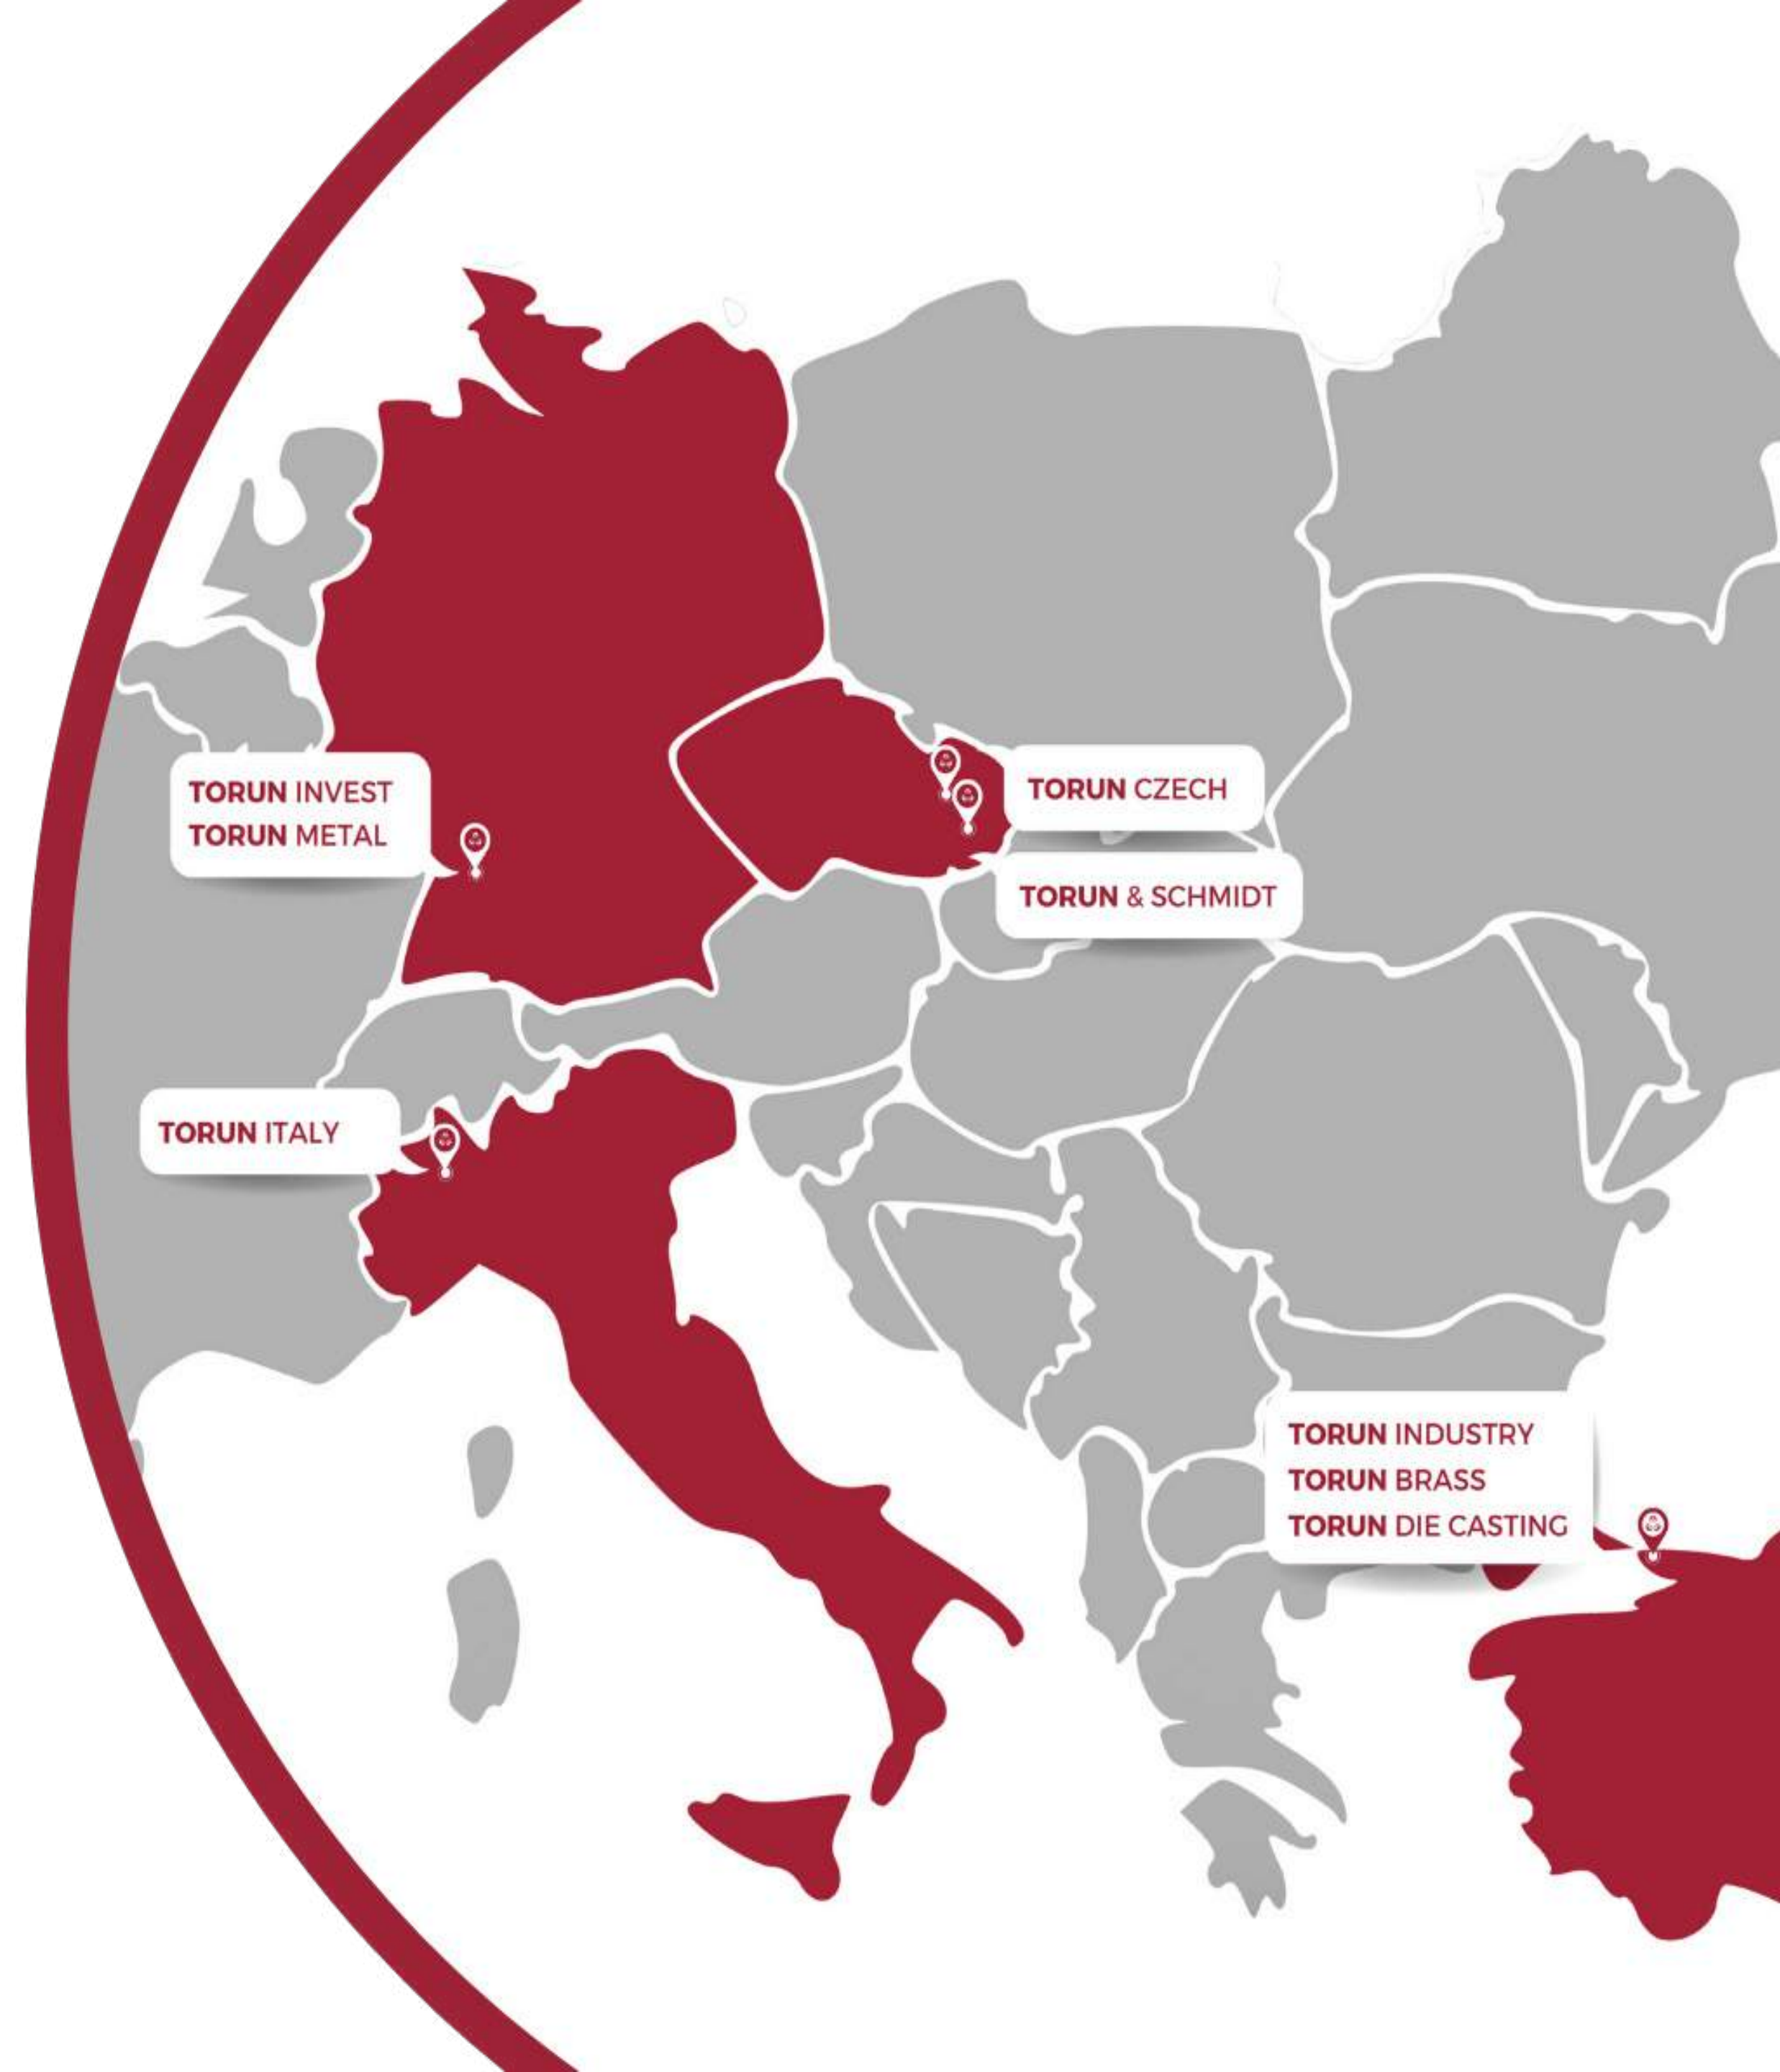 TORUN INVEST
TORUN METAL
TORUN CZECH
TORUN & SCHMIDT
TORUN ITALY
TORUN INDUSTRY
TORUN BRASS
TORUN DIE CASTING